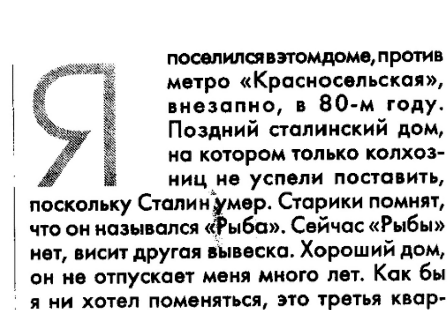 Я поселился в этом доме, против
метро «Красносельская»,
внезапно, в 80-м году.
Поздний сталинский дом,
на котором только колхоз-
ниц не успели поставить,
поскольку Сталин умер. Старики помнят,
что он назывался «Рыба». Сейчас «Рыбы»
нет, висит другая вывеска. Хороший дом,
он не отпускает меня много лет. Как бы
я ни хотел поменяться, это третья квар-